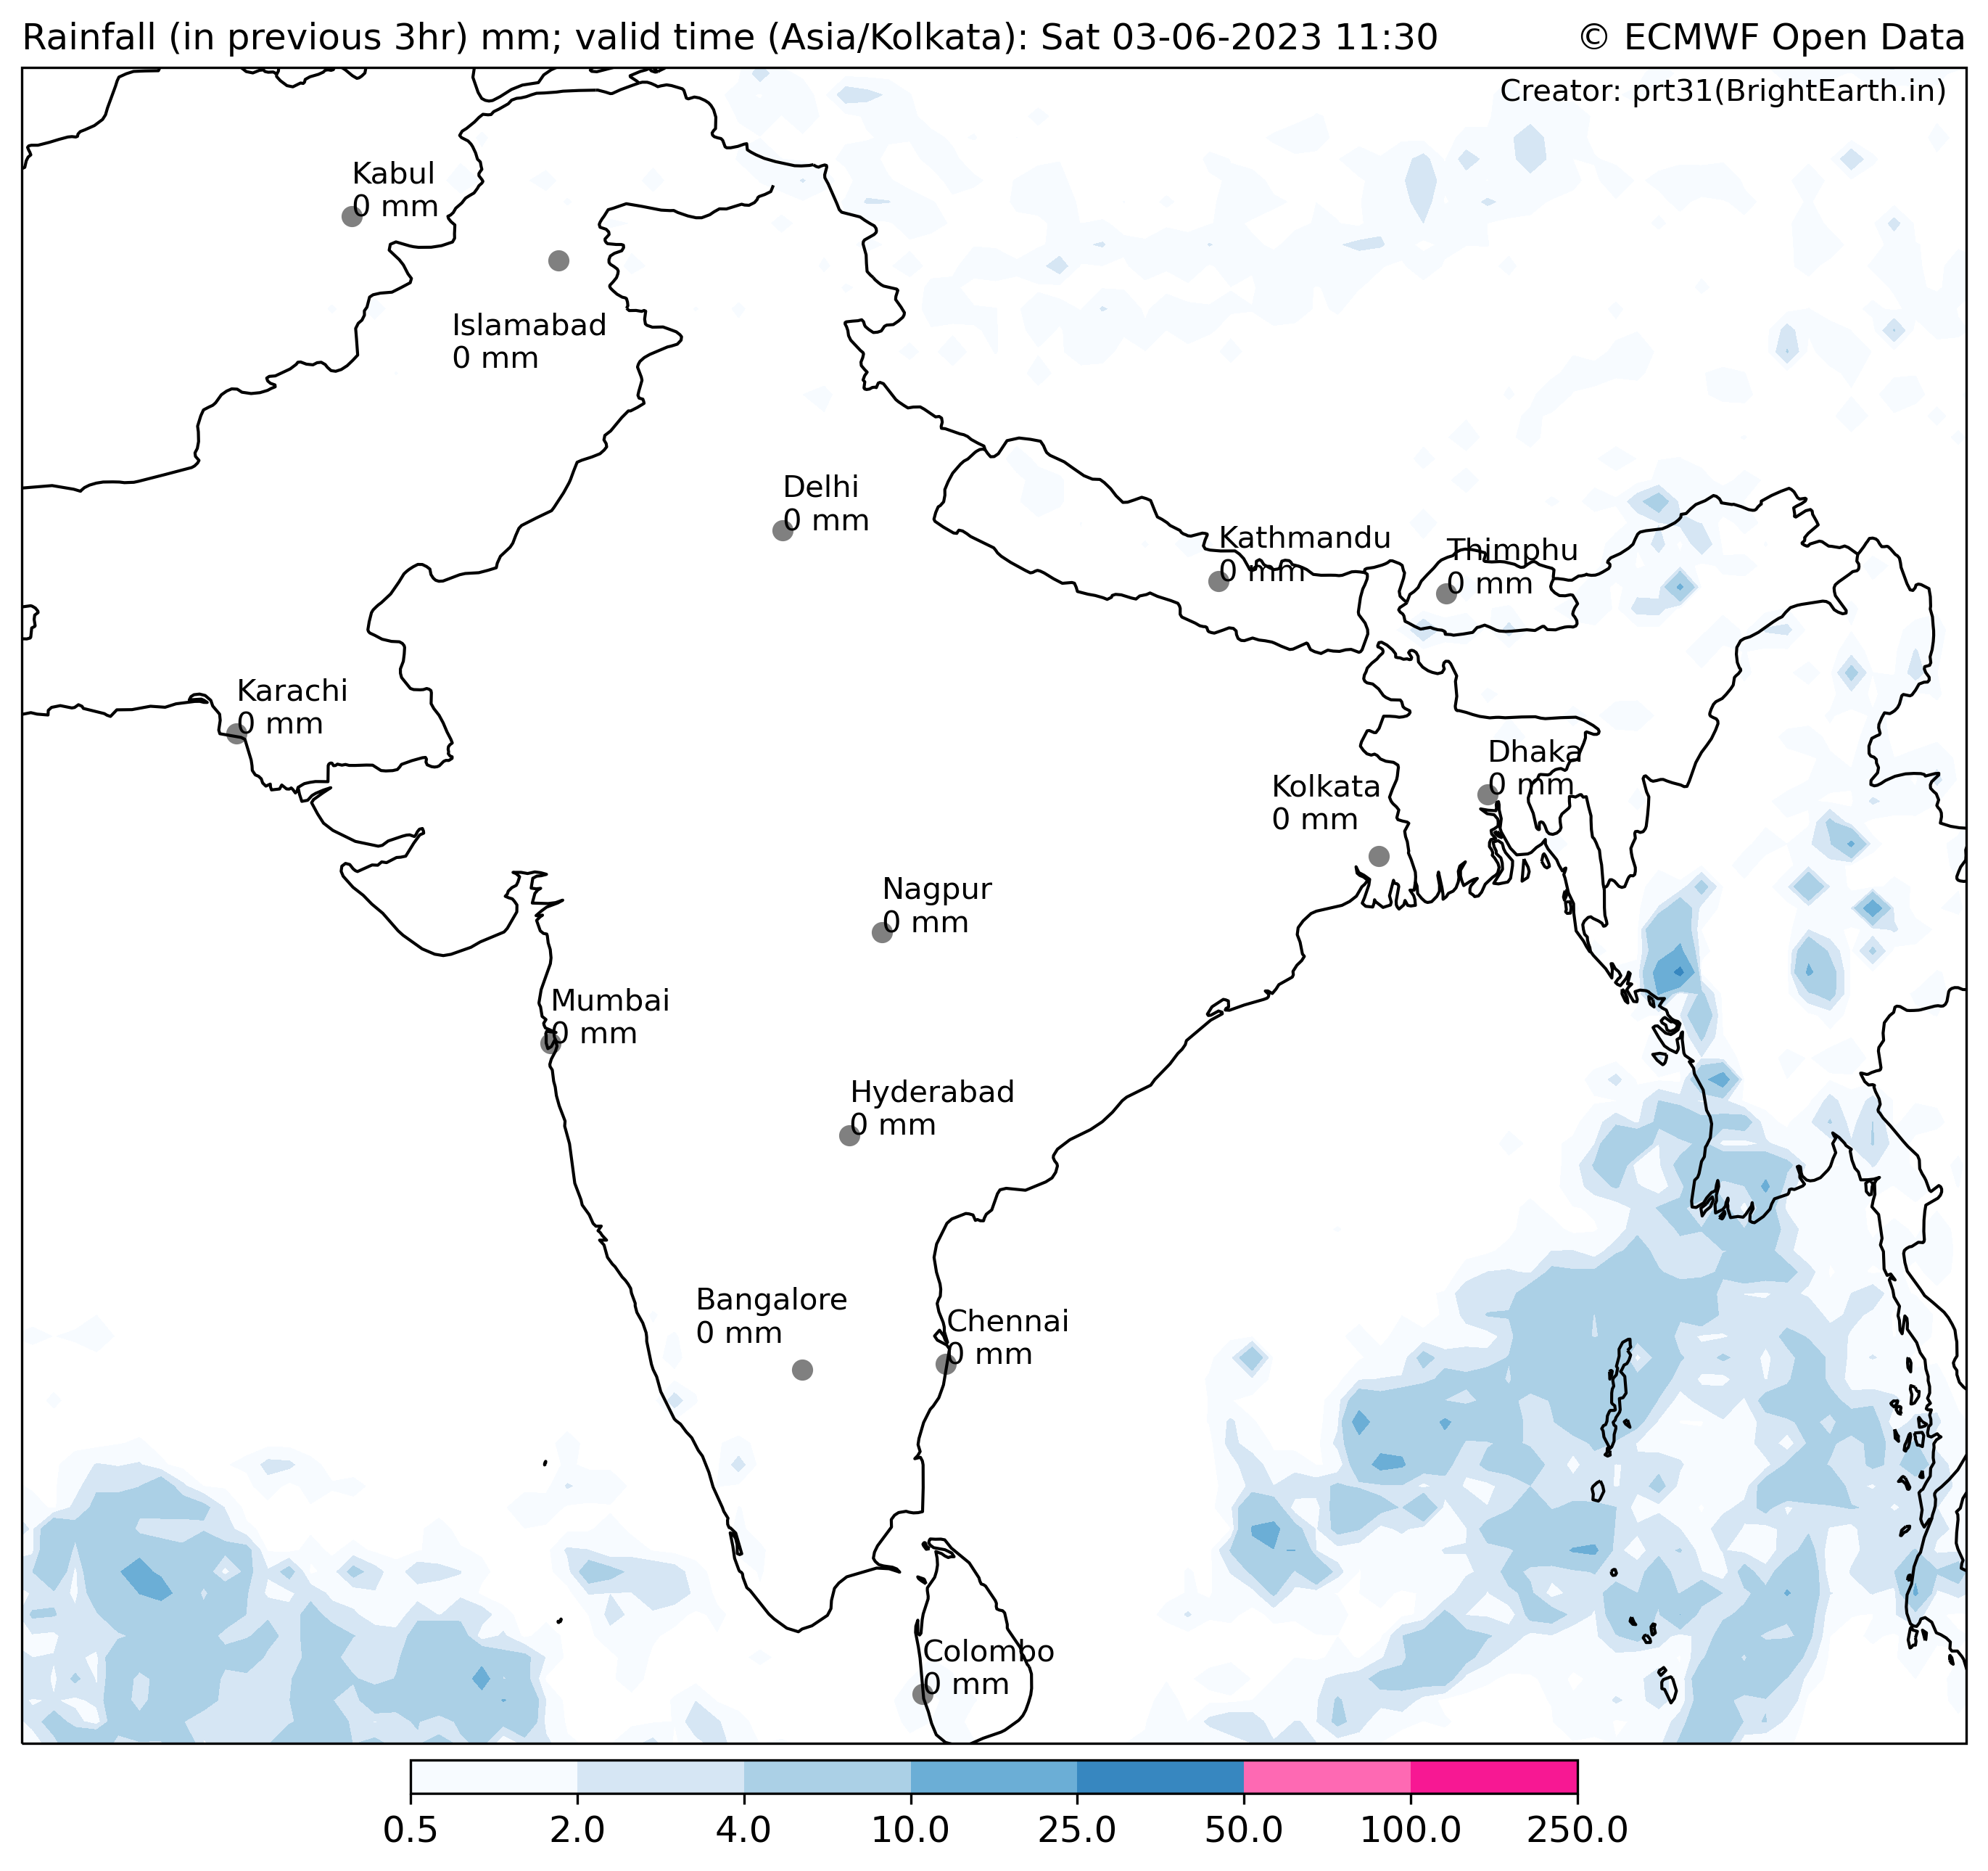 Rainfall (in previous 3hr) mm; valid time (Asia/Kolkata): Sat 03-06-2023 11:30
© ECMWF Open Data
Creator: prt31(BrightEarth.in)
Kabul
0 mm
Islamabad
0 mm
Delhi
0 mm
Kathmandu
0 mm
Thimphu
0 mm
Karachi
0 mm
Dhaka
0 mm
Kolkata
0 mm
Nagpur
0 mm
Mumbai
0 mm
Hyderabad
0 mm
Bangalore
0 mm
Chennai
0 mm
Colombo
0 mm
0.5 2.0 4.0 10.0 25.0 50.0 100.0 250.0